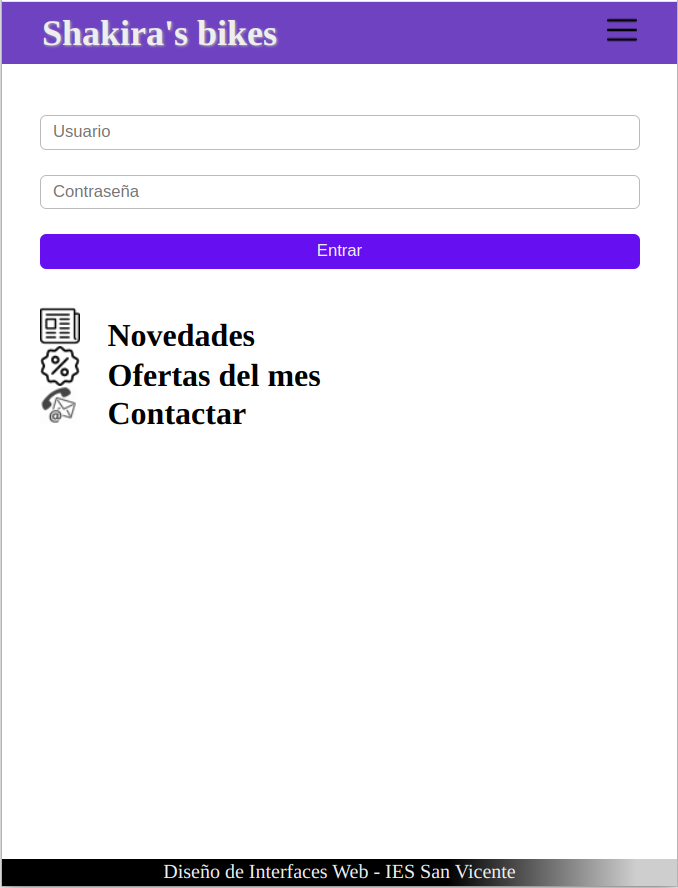 Shakira's bikes
Usuario
Contraseña
Entrar
Novedades
Ofertas del mes
Contactar
Diseño de Interfaces Web - IES San Vicente